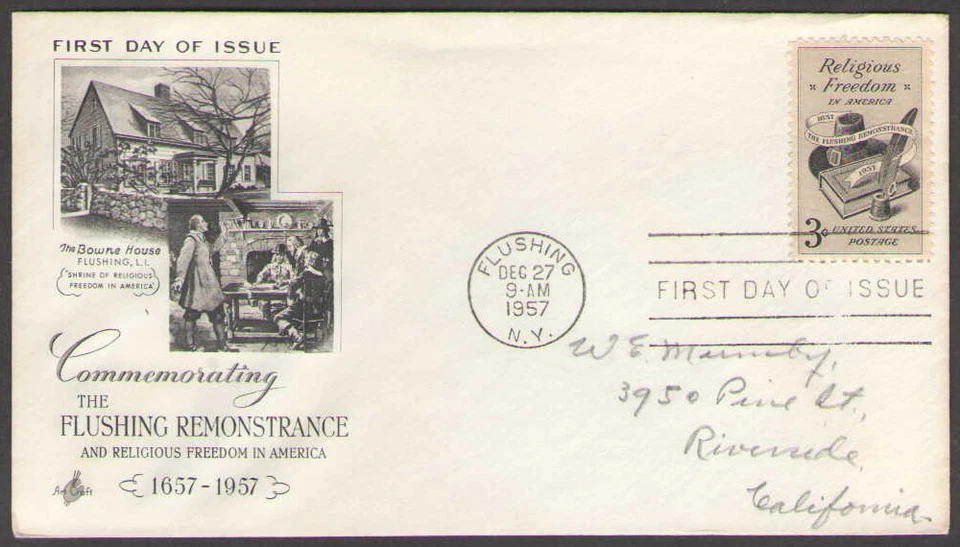 FIRST DAY OF ISSUE
The Bowne House
FLUSHING, L.I.
"SHRINE OF RELIGIOUS
FREEDOM IN AMERICA"
Commemorating
THE
FLUSHING REMONSTRANCE
AND RELIGIOUS FREEDOM IN AMERICA
1657-1957
Art Craft
Religious
Freedom
IN AMERICA
1657
THE FLUSHING REMONSTRANCE
1957
3¢ UNITED STATES
POSTAGE
FLUSHING
DEC 27
9-AM
1957
N.Y.
FIRST DAY OF ISSUE
W E
3950 Pine St.,
Riverside,
California